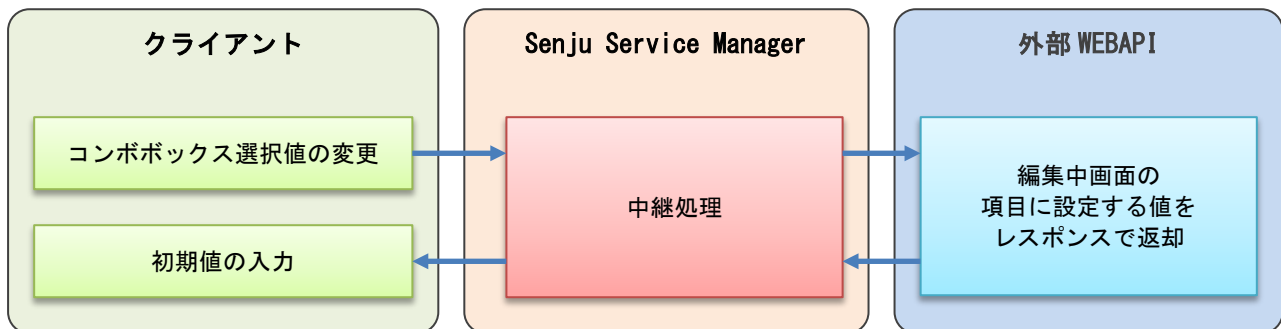 クライアント
Senju Service Manager
外部 WEBAPI
コンボボックス選択値の変更
初期値の入力
中継処理
編集中画面の
項目に設定する値を
レスポンスで返却